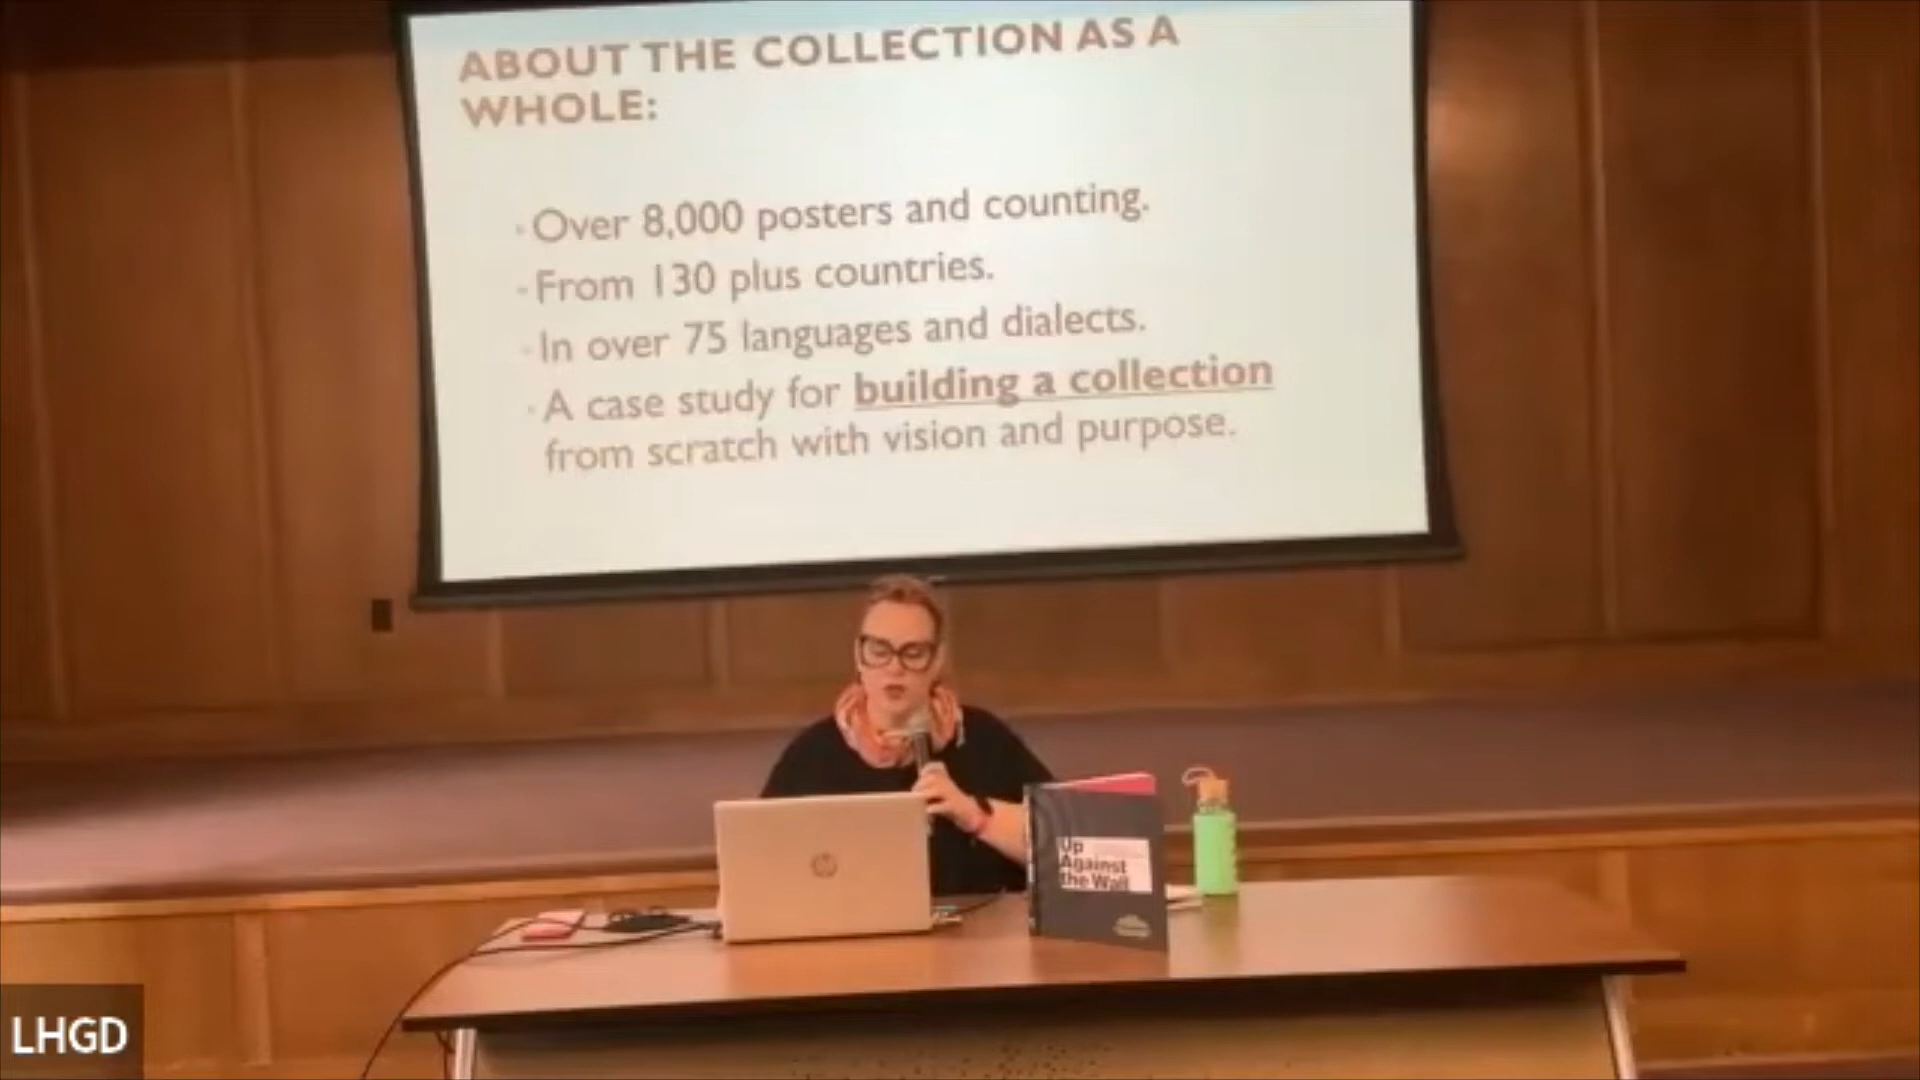 ABOUT THE COLLECTION AS A
WHOLE:
· Over 8,000 posters and counting.
· From 130 plus countries.
· In over 75 languages and dialects.
· A case study for building a collection
from scratch with vision and purpose.
hp
Up
Against
the Wall
LHGD